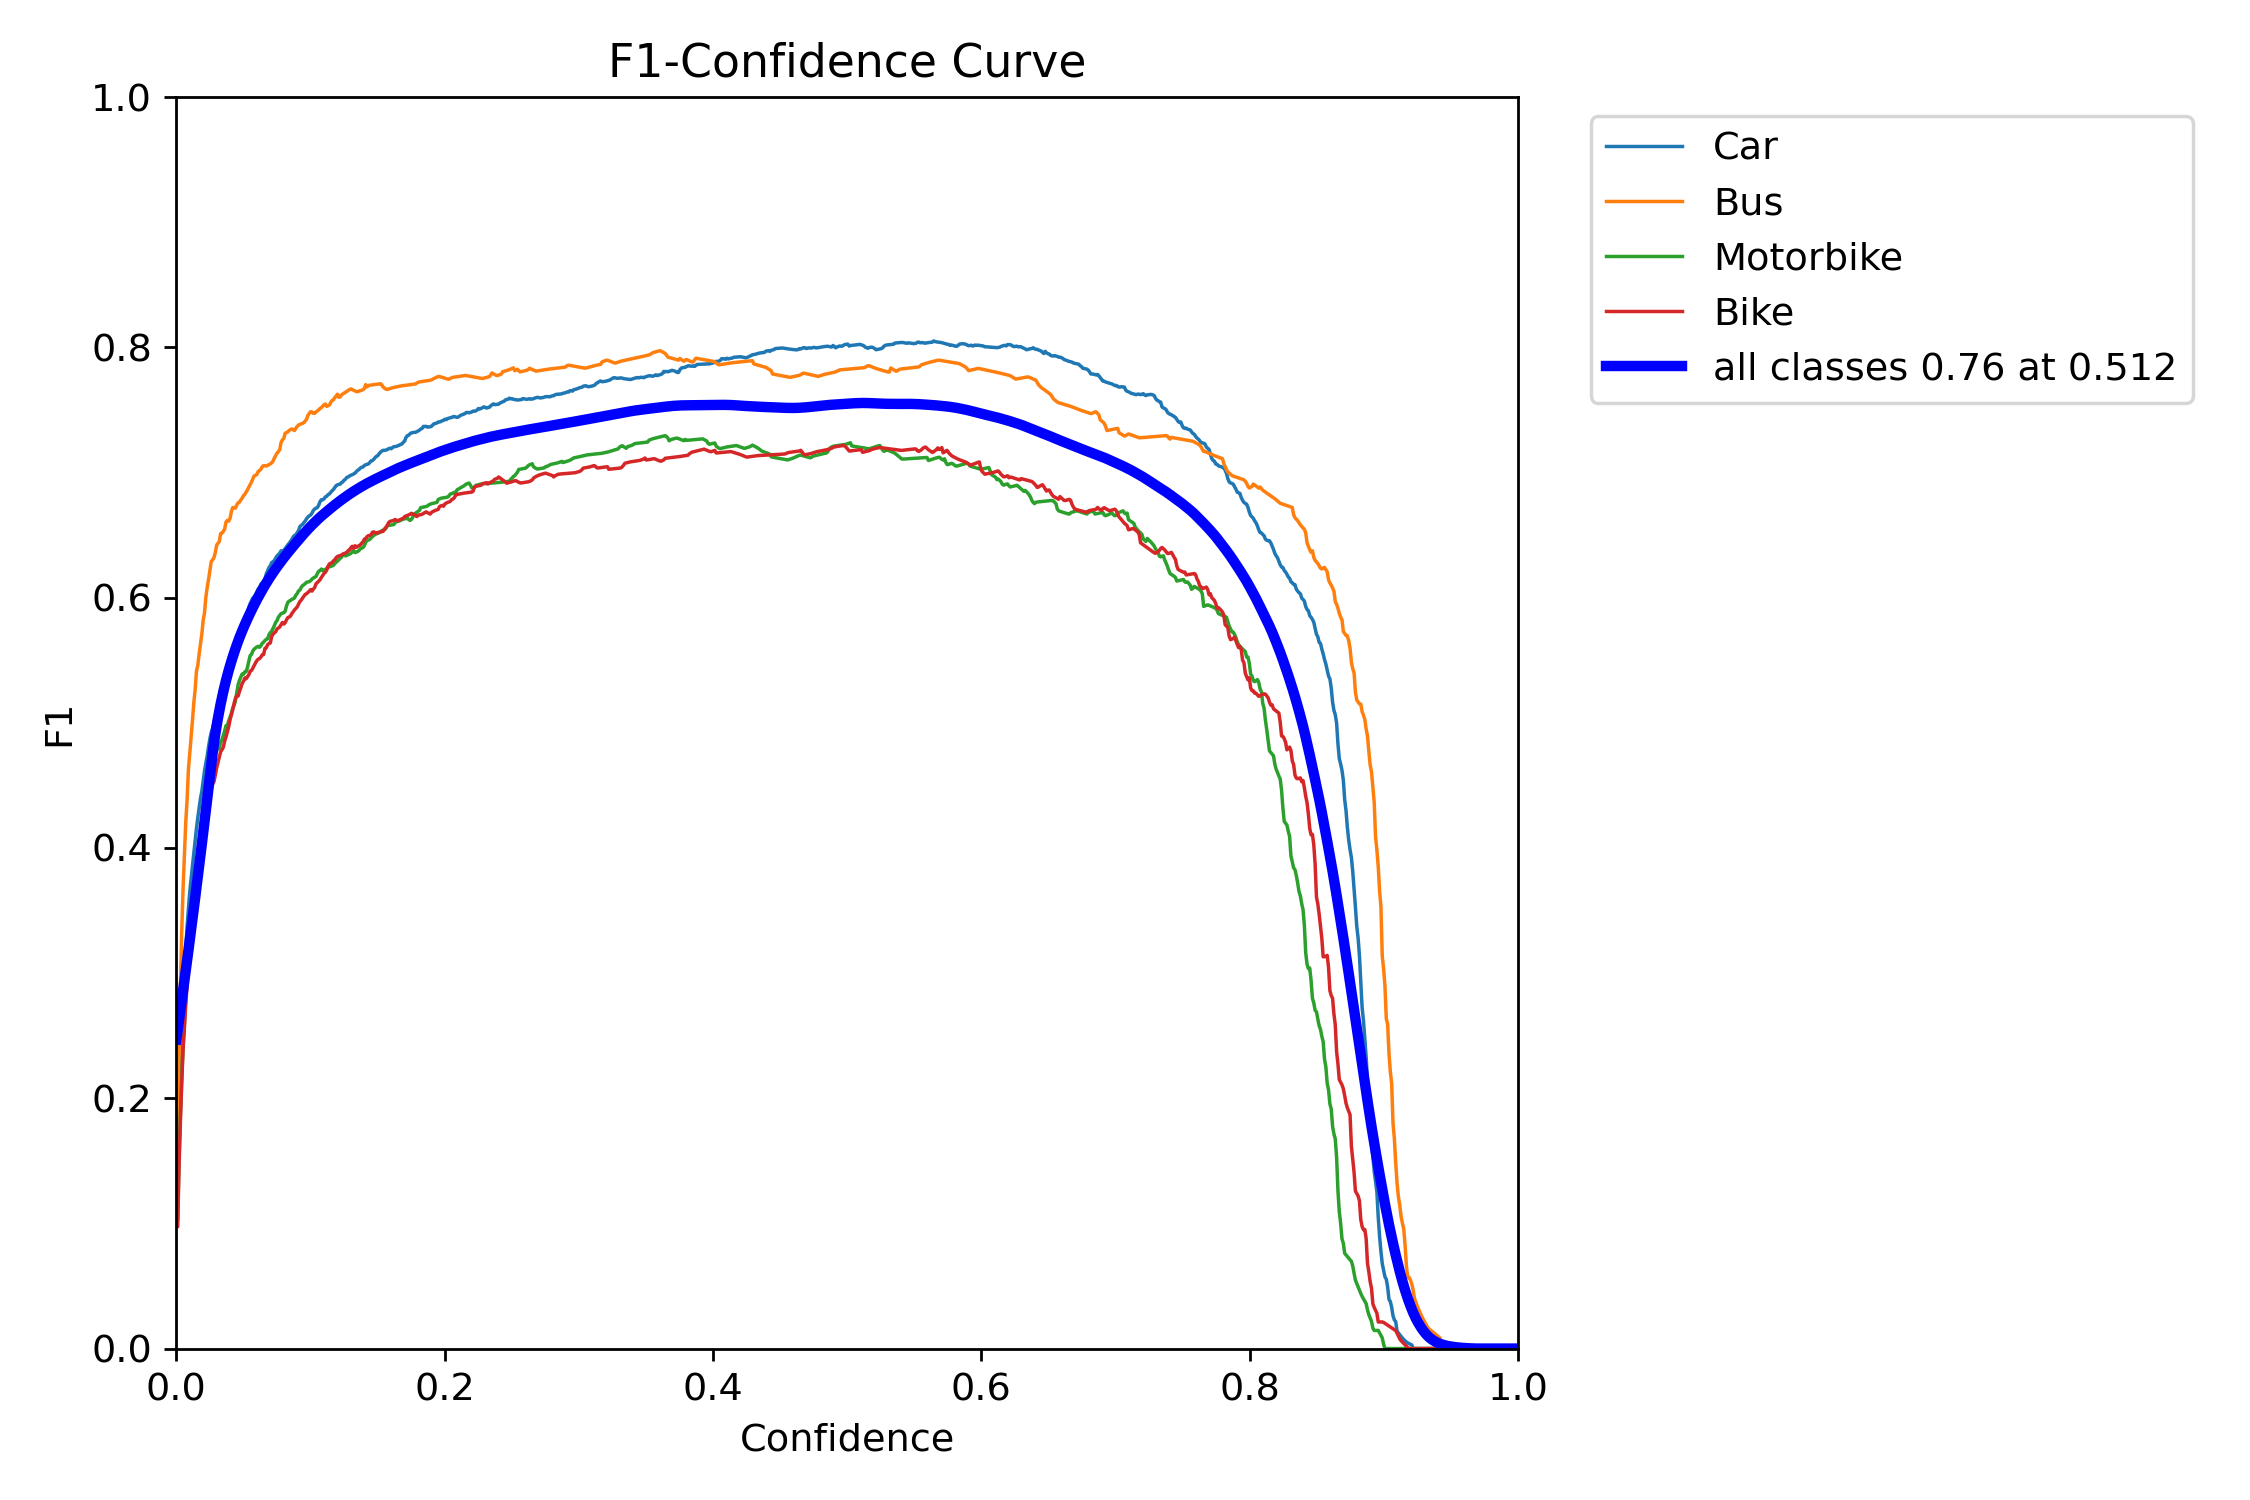 F1-Confidence Curve
1.0
0.8
0.6
0.4
0.2
0.0
F1
0.0 0.2 0.4 0.6 0.8 1.0
Confidence
Car
Bus
Motorbike
Bike
all classes 0.76 at 0.512